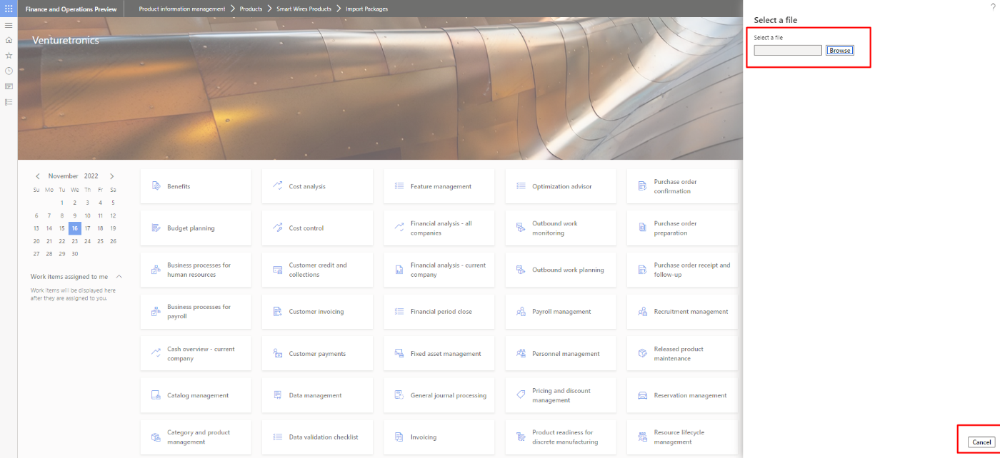 Finance and Operations Preview
Product information management > Products > Smart Wires Products > Import Packages
?
Venturetronics
Select a file
Select a file
Browse
November 2022
Su Mo Tu We Th Fr Sa
1 2 3 4 5
6 7 8 9 10 11 12
13 14 15 16 17 18 19
20 21 22 23 24 25 26
27 28 29 30
Work items assigned to me
Work items will be displayed here
after they are assigned to you.
Benefits
Cost analysis
Feature management
Optimization advisor
Purchase order
confirmation
Budget planning
Cost control
Financial analysis - all
companies
Outbound work
monitoring
Purchase order
preparation
Business processes for
human resources
Customer credit and
collections
Financial analysis - current
company
Outbound work planning
Purchase order receipt and
follow-up
Business processes for
payroll
Customer invoicing
Financial period close
Payroll management
Recruitment management
Cash overview - current
company
Customer payments
Fixed asset management
Personnel management
Released product
maintenance
Catalog management
Data management
General journal processing
Pricing and discount
management
Reservation management
Category and product
management
Data validation checklist
Invoicing
Product readiness for
discrete manufacturing
Resource lifecycle
management
Cancel